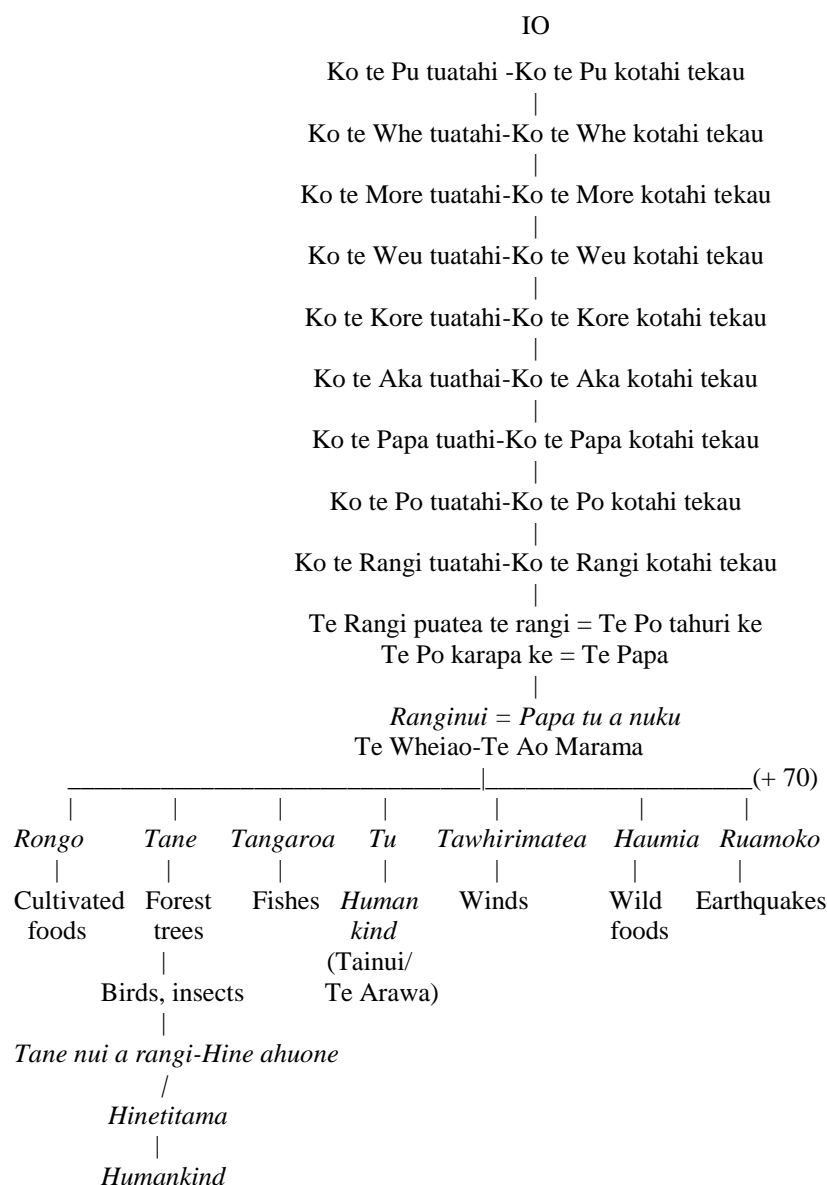 IO
Ko te Pu tuatahi -Ko te Pu kotahi tekau
|
Ko te Whe tuatahi-Ko te Whe kotahi tekau
|
Ko te More tuatahi-Ko te More kotahi tekau
|
Ko te Weu tuatahi-Ko te Weu kotahi tekau
|
Ko te Kore tuatahi-Ko te Kore kotahi tekau
|
Ko te Aka tuathai-Ko te Aka kotahi tekau
|
Ko te Papa tuathi-Ko te Papa kotahi tekau
|
Ko te Po tuatahi-Ko te Po kotahi tekau
|
Ko te Rangi tuatahi-Ko te Rangi kotahi tekau
|
Te Rangi puatea te rangi = Te Po tahuri ke
Te Po karapa ke = Te Papa
|
Ranginui = Papa tu a nuku
Te Wheiao-Te Ao Marama
_______________________________|____________________(+ 70)
| | | | | | |
Rongo Tane Tangaroa Tu Tawhirimatea Haumia Ruamoko
| | | | | | |
Cultivated Forest Fishes Human Winds Wild Earthquakes
foods trees kind foods
| (Tainui/
Birds, insects Te Arawa)
|
Tane nui a rangi-Hine ahuone
/
Hinetitama
|
Humankind